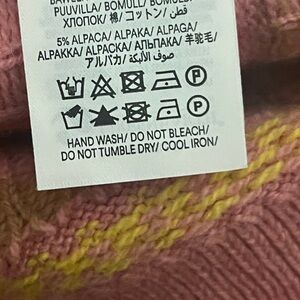 PUUVILLA/ BOMULL/ BOMULD/
ХЛОПОК/ 棉/ コットン/ قطن/
5% ALPACA/ ALPAKA/ ALPAGA/
ALPAKKA/ ALPACKA/ АЛЬПАКА/ 羊驼毛/
アルパカ/ صوف الألبكة/
P
P
HAND WASH/ DO NOT BLEACH/
DO NOT TUMBLE DRY/ COOL IRON/